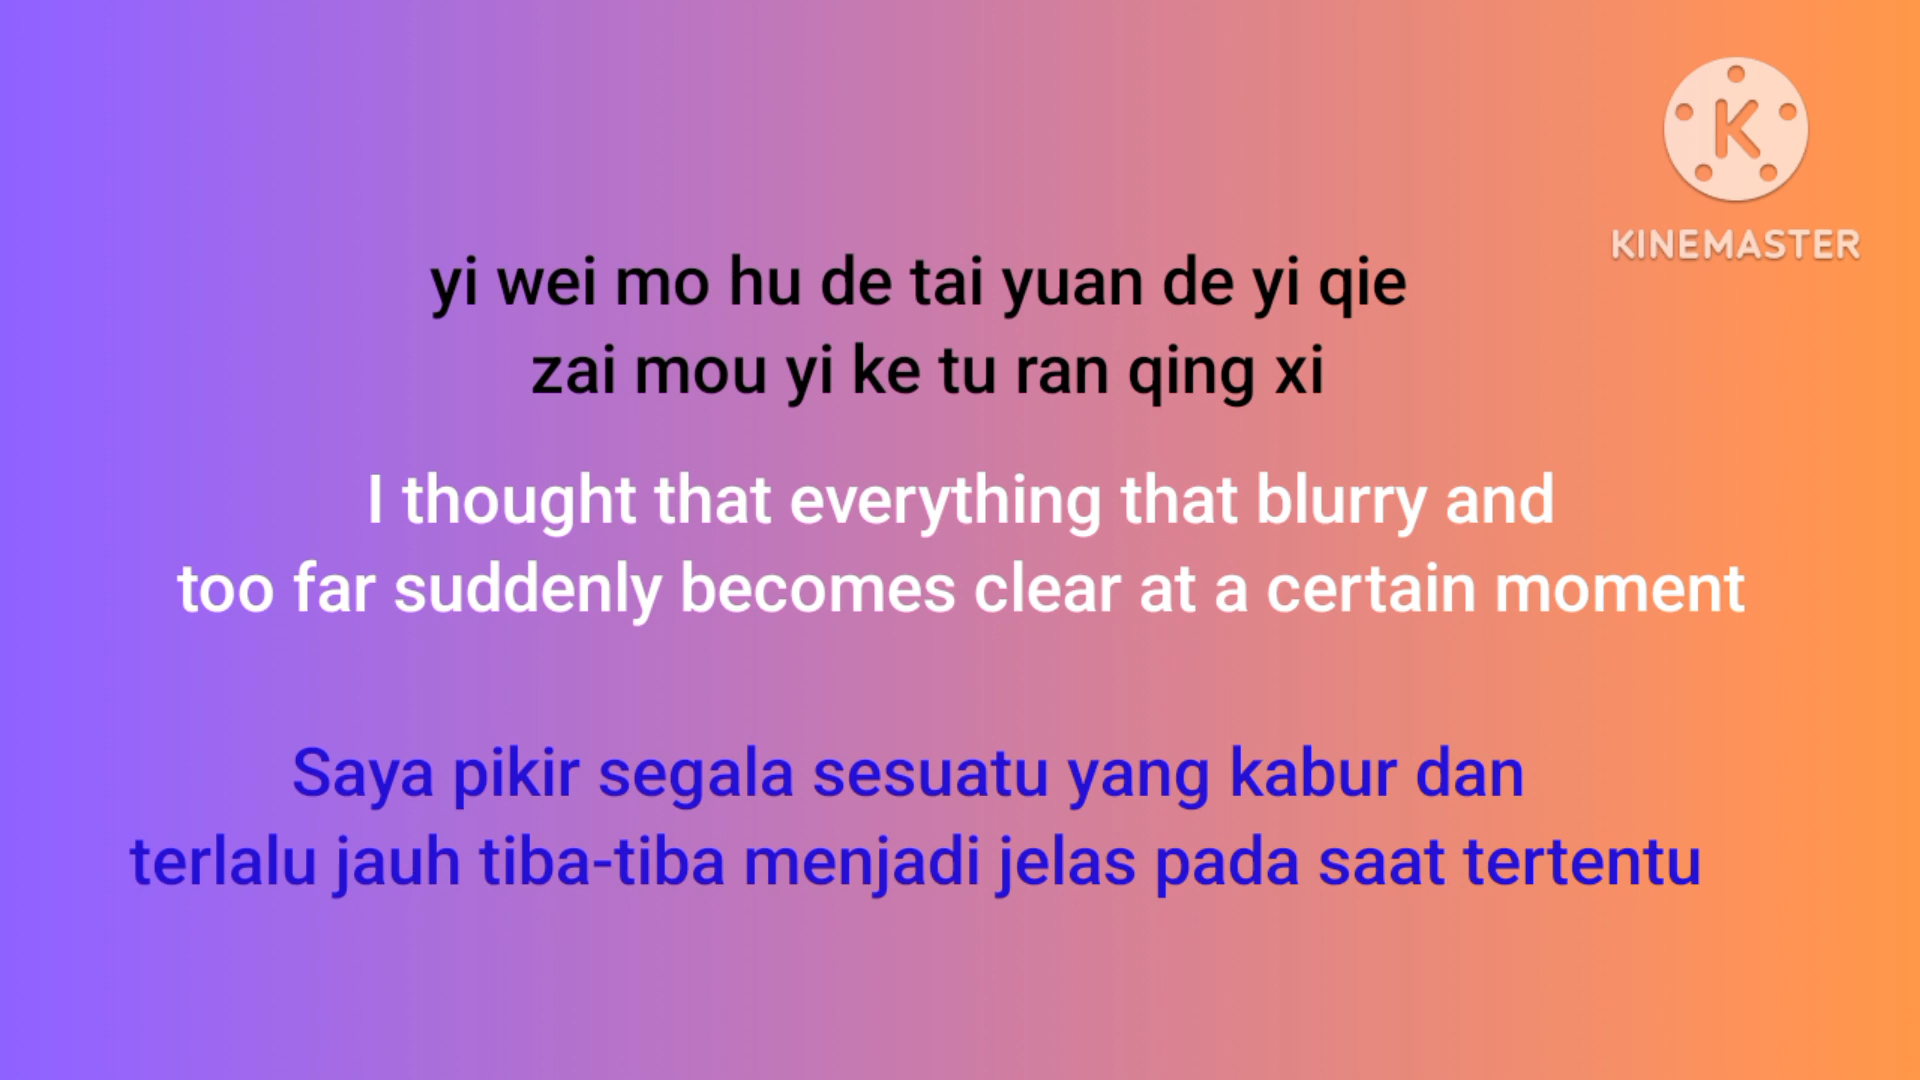 K
KINEMASTER
yi wei mo hu de tai yuan de yi qie
zai mou yi ke tu ran qing xi
I thought that everything that blurry and
too far suddenly becomes clear at a certain moment
Saya pikir segala sesuatu yang kabur dan
terlalu jauh tiba-tiba menjadi jelas pada saat tertentu